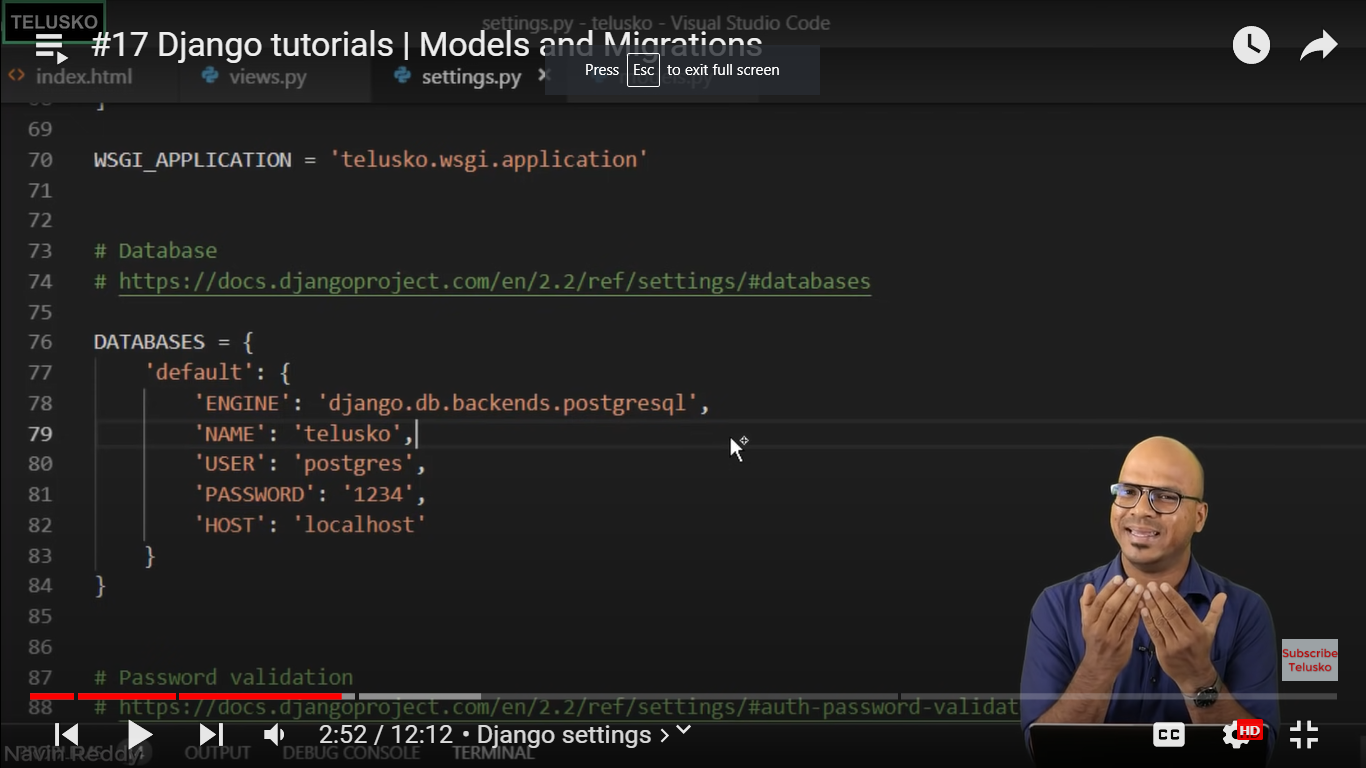 TELUSKO
settings.py - telusko - Visual Studio Code
#17 Django tutorials | Models and Migrations
Press Esc to exit full screen
index.html
views.py
settings.py
69
70 WSGI_APPLICATION = 'telusko.wsgi.application'
71
72
73 # Database
74 # https://docs.djangoproject.com/en/2.2/ref/settings/#databases
75
76 DATABASES = {
77 'default': {
78 'ENGINE': 'django.db.backends.postgresql',
79 'NAME': 'telusko',
80 'USER': 'postgres',
81 'PASSWORD': '1234',
82 'HOST': 'localhost'
83 }
84 }
85
86
87 # Password validation
88 # https://docs.djangoproject.com/en/2.2/ref/settings/#auth-password-validat
Subscribe
Telusko
2:52 / 12:12 • Django settings
CC
HD
Navin Reddy
OUTPUT DEBUG CONSOLE TERMINAL